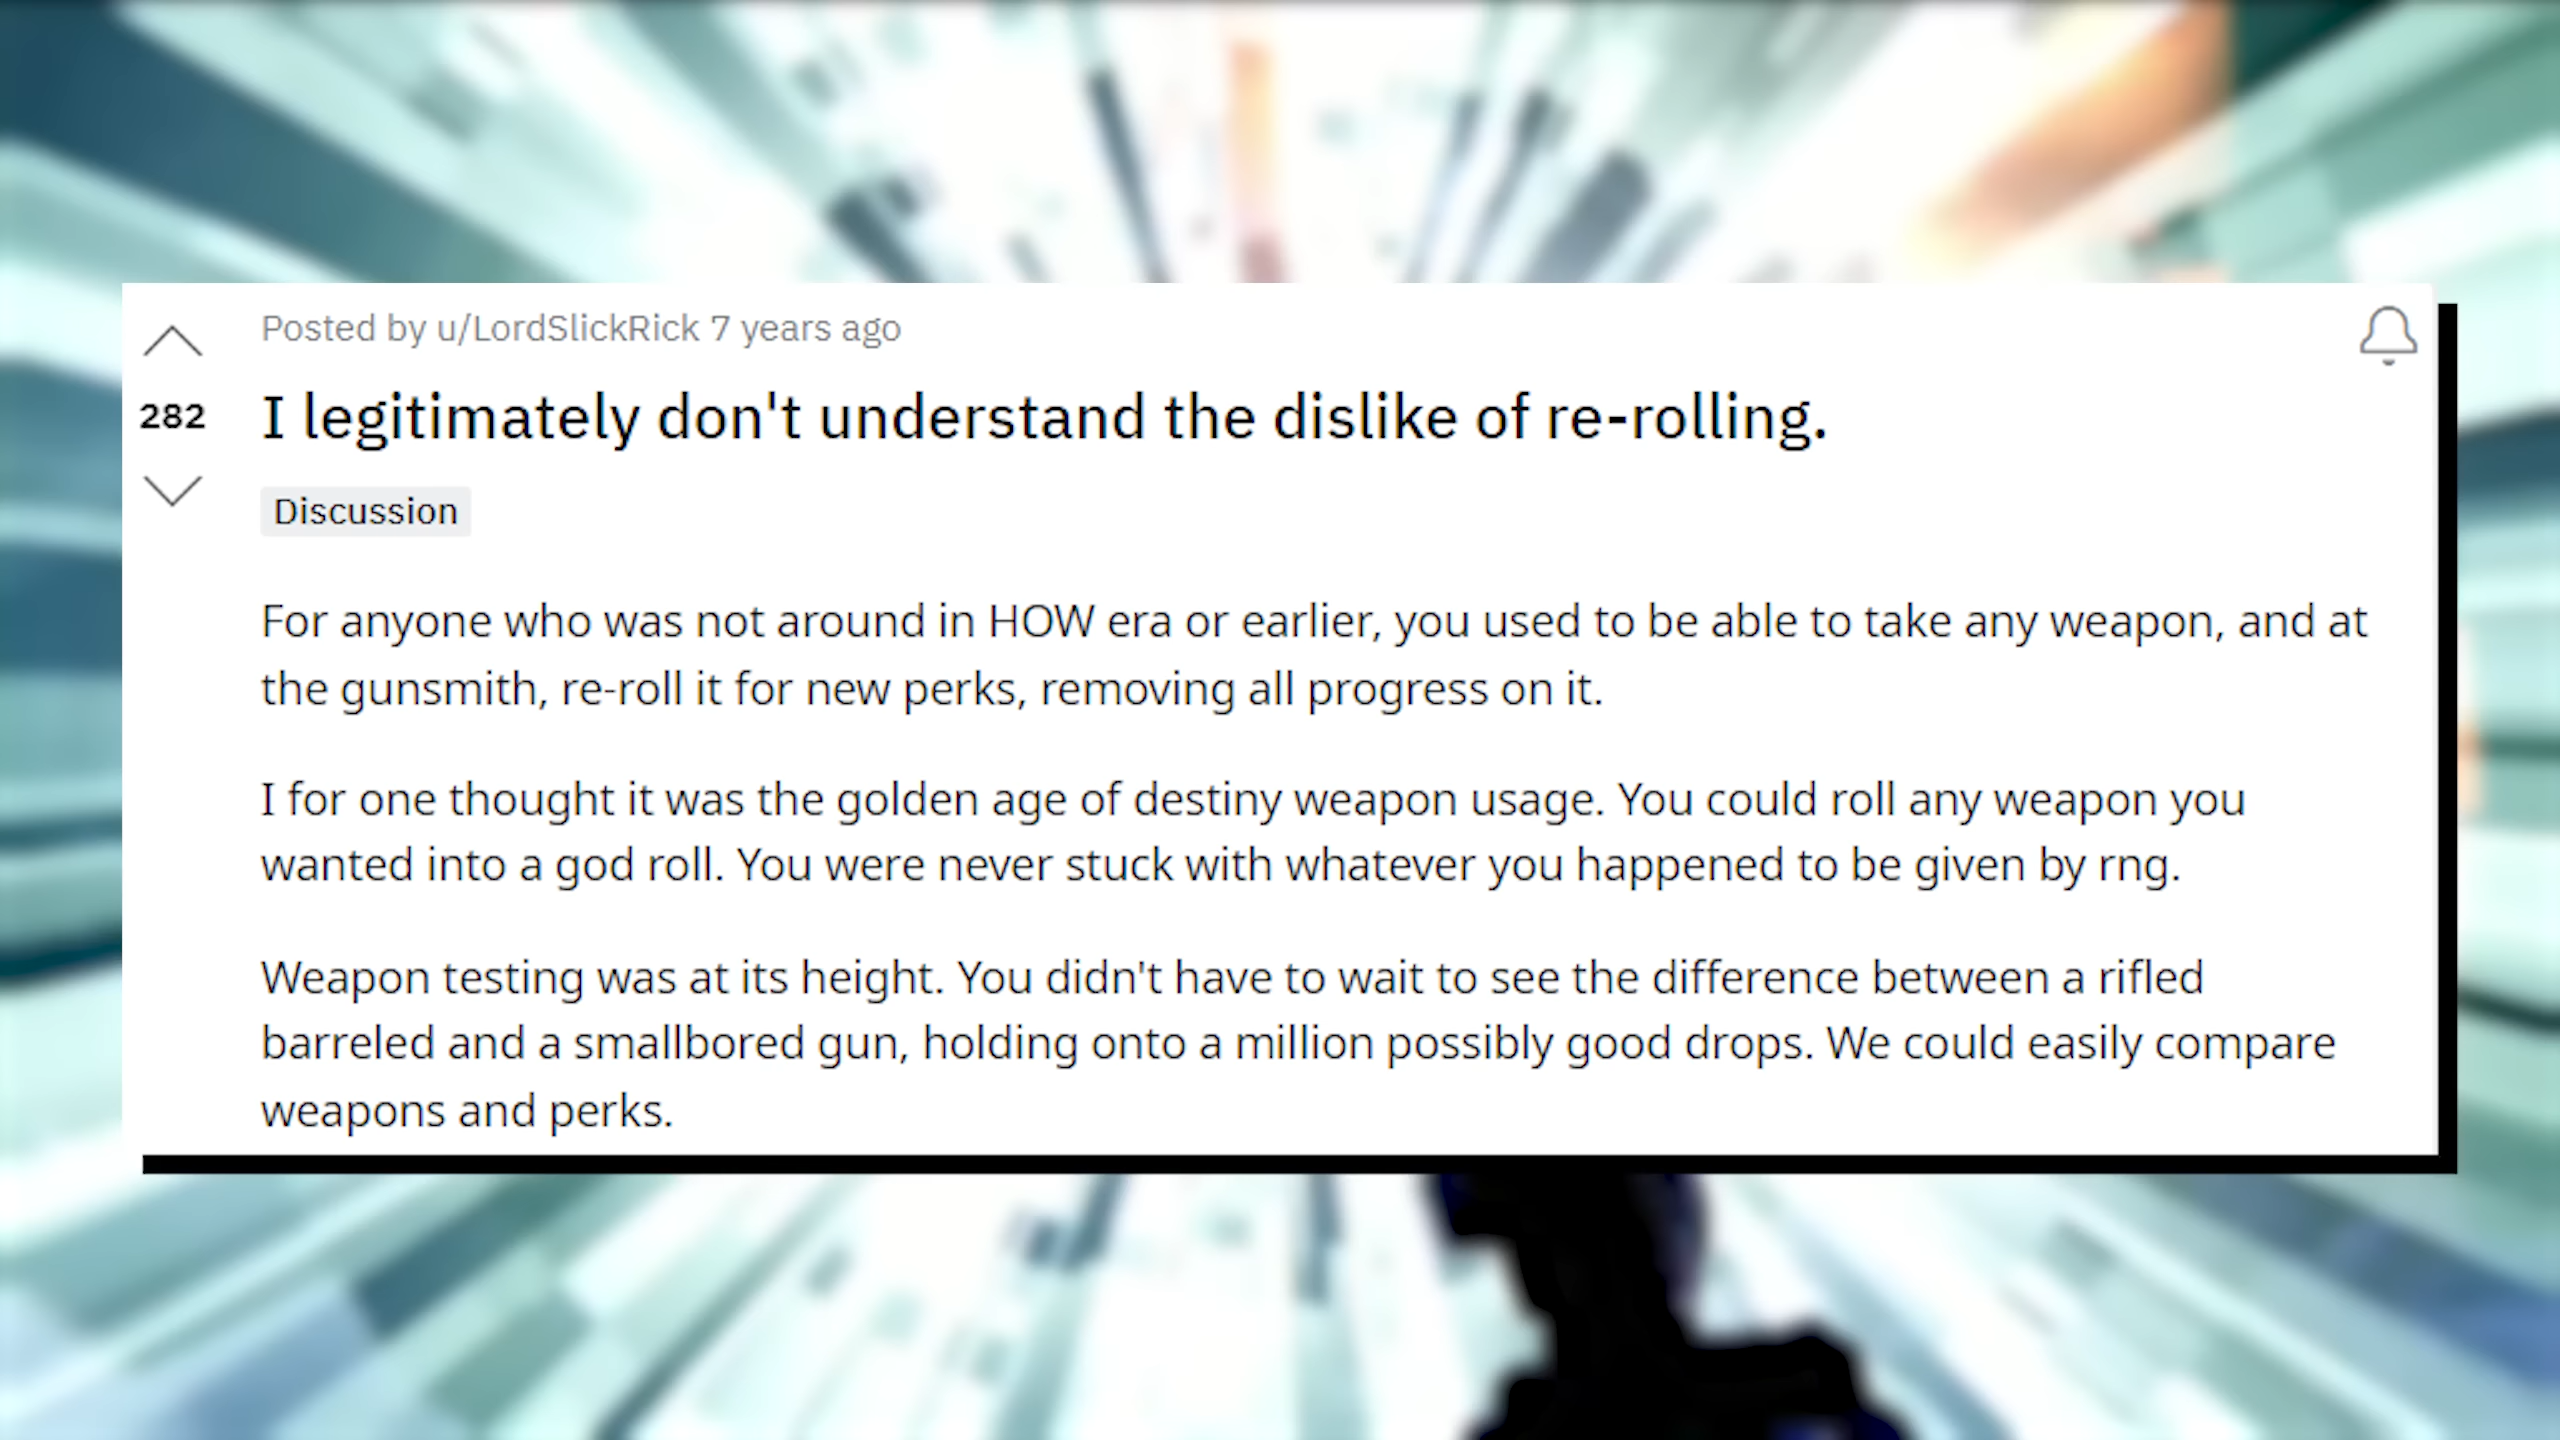 Posted by u/LordSlickRick 7 years ago
282
I legitimately don't understand the dislike of re-rolling.
Discussion
For anyone who was not around in HOW era or earlier, you used to be able to take any weapon, and at
the gunsmith, re-roll it for new perks, removing all progress on it.
I for one thought it was the golden age of destiny weapon usage. You could roll any weapon you
wanted into a god roll. You were never stuck with whatever you happened to be given by rng.
Weapon testing was at its height. You didn't have to wait to see the difference between a rifled
barreled and a smallbored gun, holding onto a million possibly good drops. We could easily compare
weapons and perks.